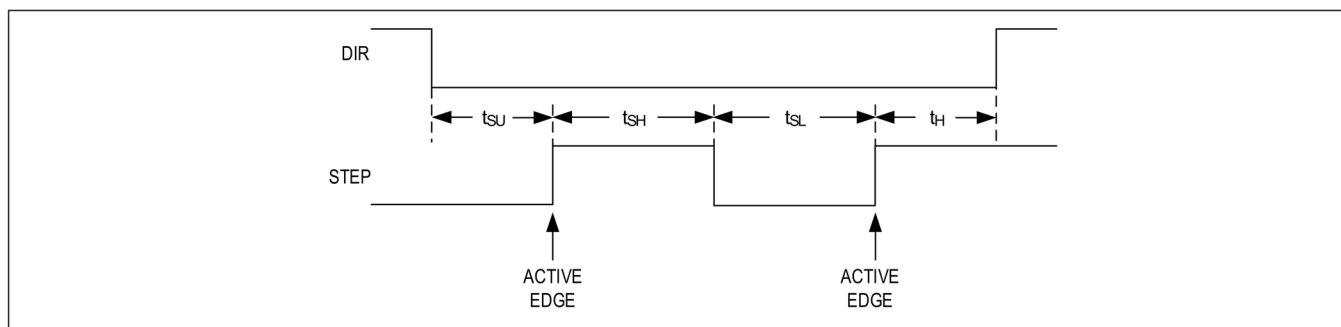 DIR
tSU tSH tSL tH
STEP
ACTIVE EDGE ACTIVE EDGE